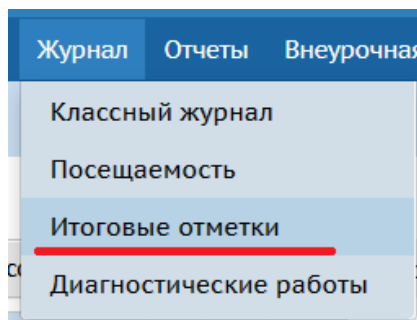 Журнал Отчеты Внеурочная
Классный журнал
Посещаемость
Итоговые отметки
Диагностические работы